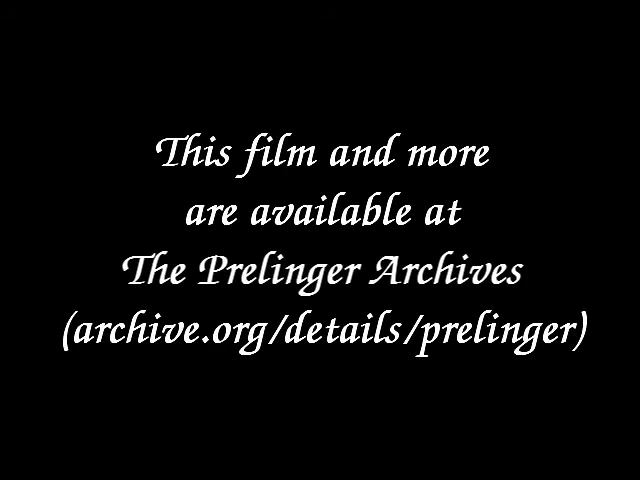 This film and more
are available at
The Prelinger Archives
(archive.org/details/prelinger)